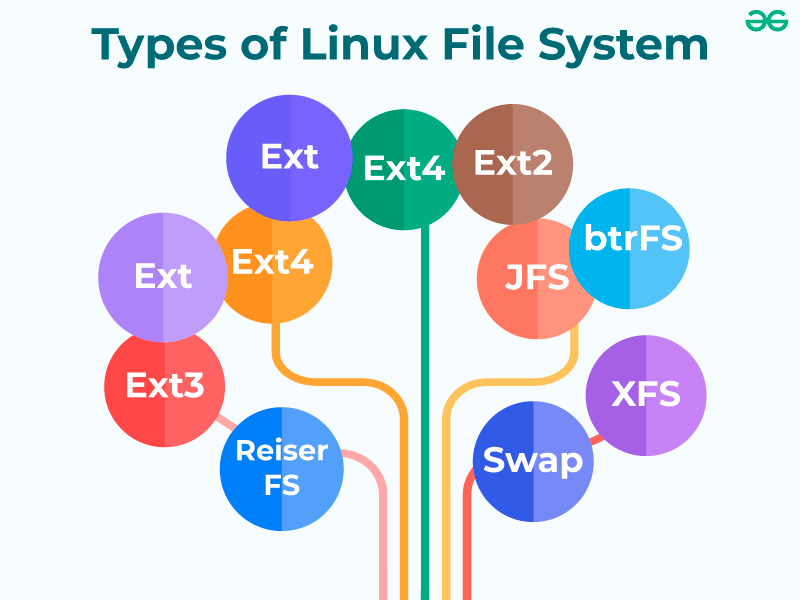 Types of Linux File System
Ext
Ext4
Ext2
Ext
Ext4
JFS
btrFS
Ext3
XFS
Reiser
FS
Swap